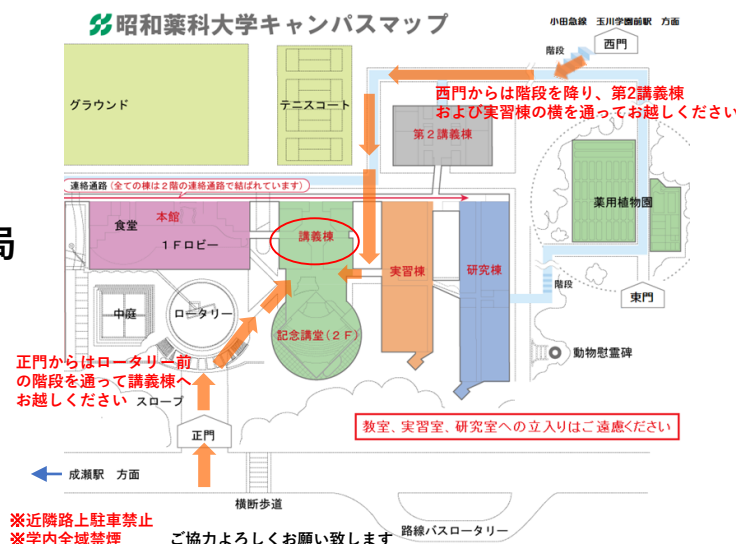 昭和薬科大学キャンパスマップ
小田急線 玉川学園前駅 方面
階段
西門
グラウンド
テニスコート
西門からは階段を降り、第2講義棟
および実習棟の横を通ってお越しください
第２講義棟
連絡通路(全ての棟は２階の連絡通路で結ばれています)
薬用植物園
局
食堂
本館
１Ｆロビー
講義棟
実習棟
研究棟
階段
東門
中庭
ロータリー
記念講堂(２Ｆ)
動物慰霊碑
正門からはロータリー前
の階段を通って講義棟へ
お越しください
スロープ
教室、実習室、研究室への立入りはご遠慮ください
正門
成瀬駅 方面
横断歩道
※近隣路上駐車禁止
※学内全域禁煙
ご協力よろしくお願い致します
路線バスロータリー